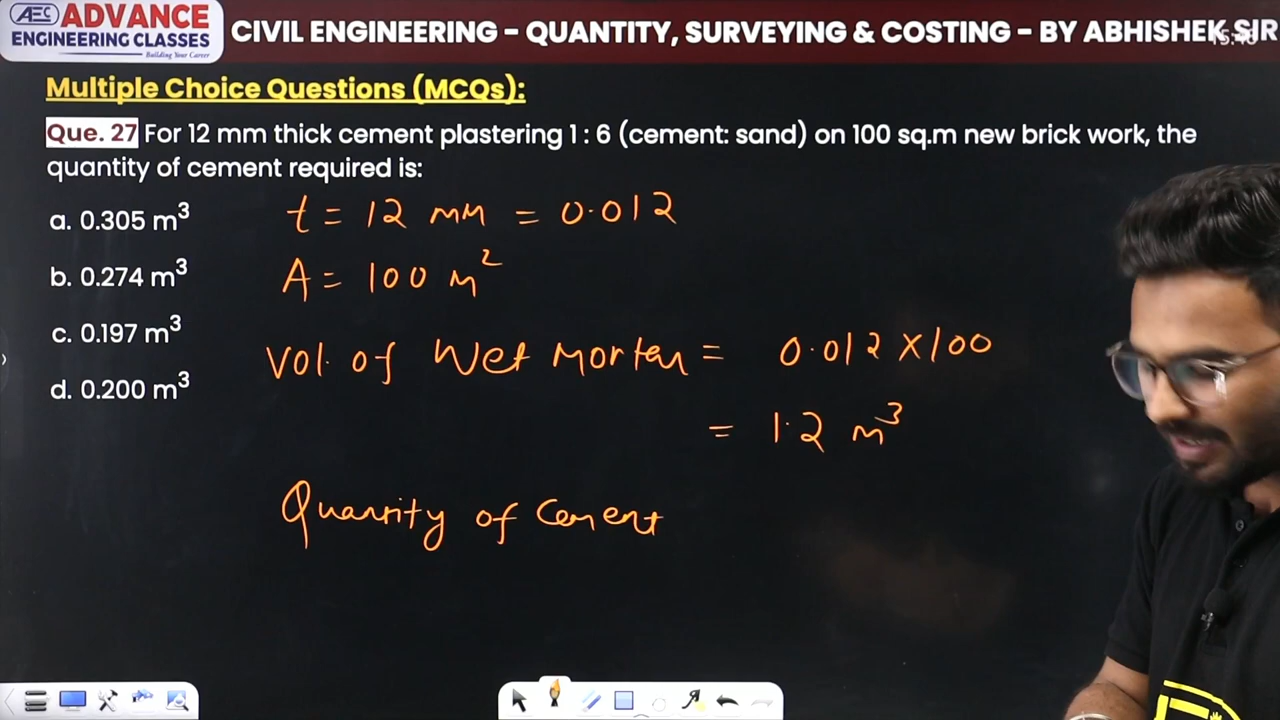 AEC ADVANCE
ENGINEERING CLASSES
Building Your Career
CIVIL ENGINEERING - QUANTITY, SURVEYING & COSTING - BY ABHISHEK SIR
Multiple Choice Questions (MCQs):
Que. 27 For 12 mm thick cement plastering 1 : 6 (cement: sand) on 100 sq.m new brick work, the
quantity of cement required is:
a. 0.305 m³
b. 0.274 m³
c. 0.197 m³
d. 0.200 m³
t = 12 mm = 0.012
A = 100 m²
Vol. of Wet Mortar = 0.012 × 100
= 1.2 m³
Quantity of Cement